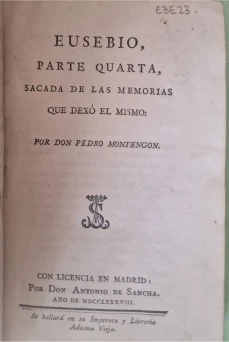 E3E23.
EUSEBIO,
PARTE QUARTA,
SACADA DE LAS MEMORIAS
QUE DEXÓ EL MISMO:
POR DON PEDRO MONTENGON.
CON LICENCIA EN MADRID:
POR DON ANTONIO DE SANCHA.
AÑO DE MDCCLXXXVIII.
Se hallará en su Imprenta y Librería
Aduana Vieja.